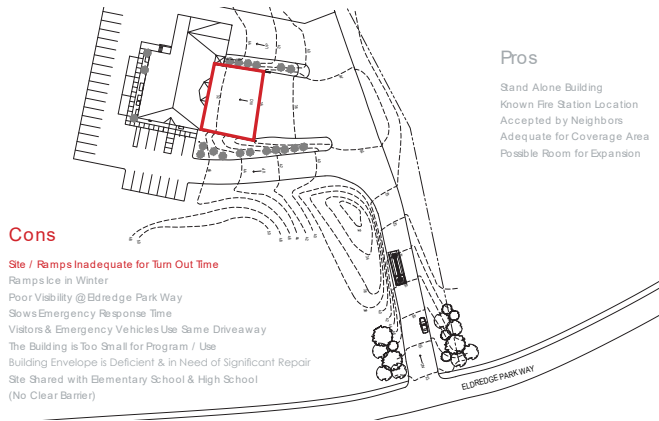 Pros
Stand Alone Building
Known Fire Station Location
Accepted by Neighbors
Adequate for Coverage Area
Possible Room for Expansion
Cons
Site / Ramps Inadequate for Turn Out Time
Ramps Ice in Winter
Poor Visibility @ Eldredge Park Way
Slows Emergency Response Time
Visitors & Emergency Vehicles Use Same Driveaway
The Building is Too Small for Program / Use
Building Envelope is Deficient & in Need of Significant Repair
Site Shared with Elementary School & High School
(No Clear Barrier)
ELDREDGE PARK WAY